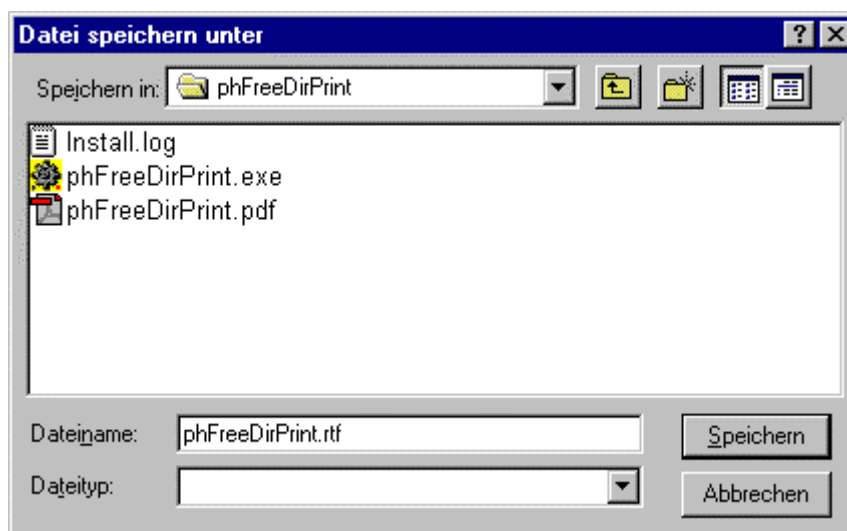 Datei speichern unter
Speichern in: phFreeDirPrint
Install.log
phFreeDirPrint.exe
phFreeDirPrint.pdf
Dateiname: phFreeDirPrint.rtf Speichern
Dateityp: Abbrechen